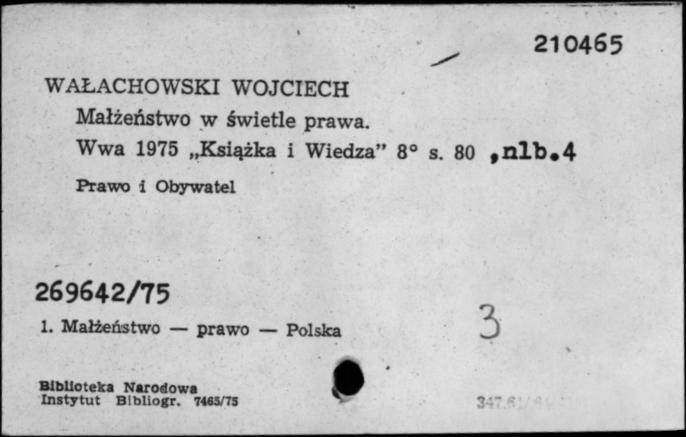 210465
WAŁACHOWSKI WOJCIECH
Małżeństwo w świetle prawa.
Wwa 1975 „Książka i Wiedza” 8° s. 80 ,nlb.4
Prawo i Obywatel
269642/75
1. Małżeństwo — prawo — Polska
3
Biblioteka Narodowa
Instytut Bibliogr. 7465/75